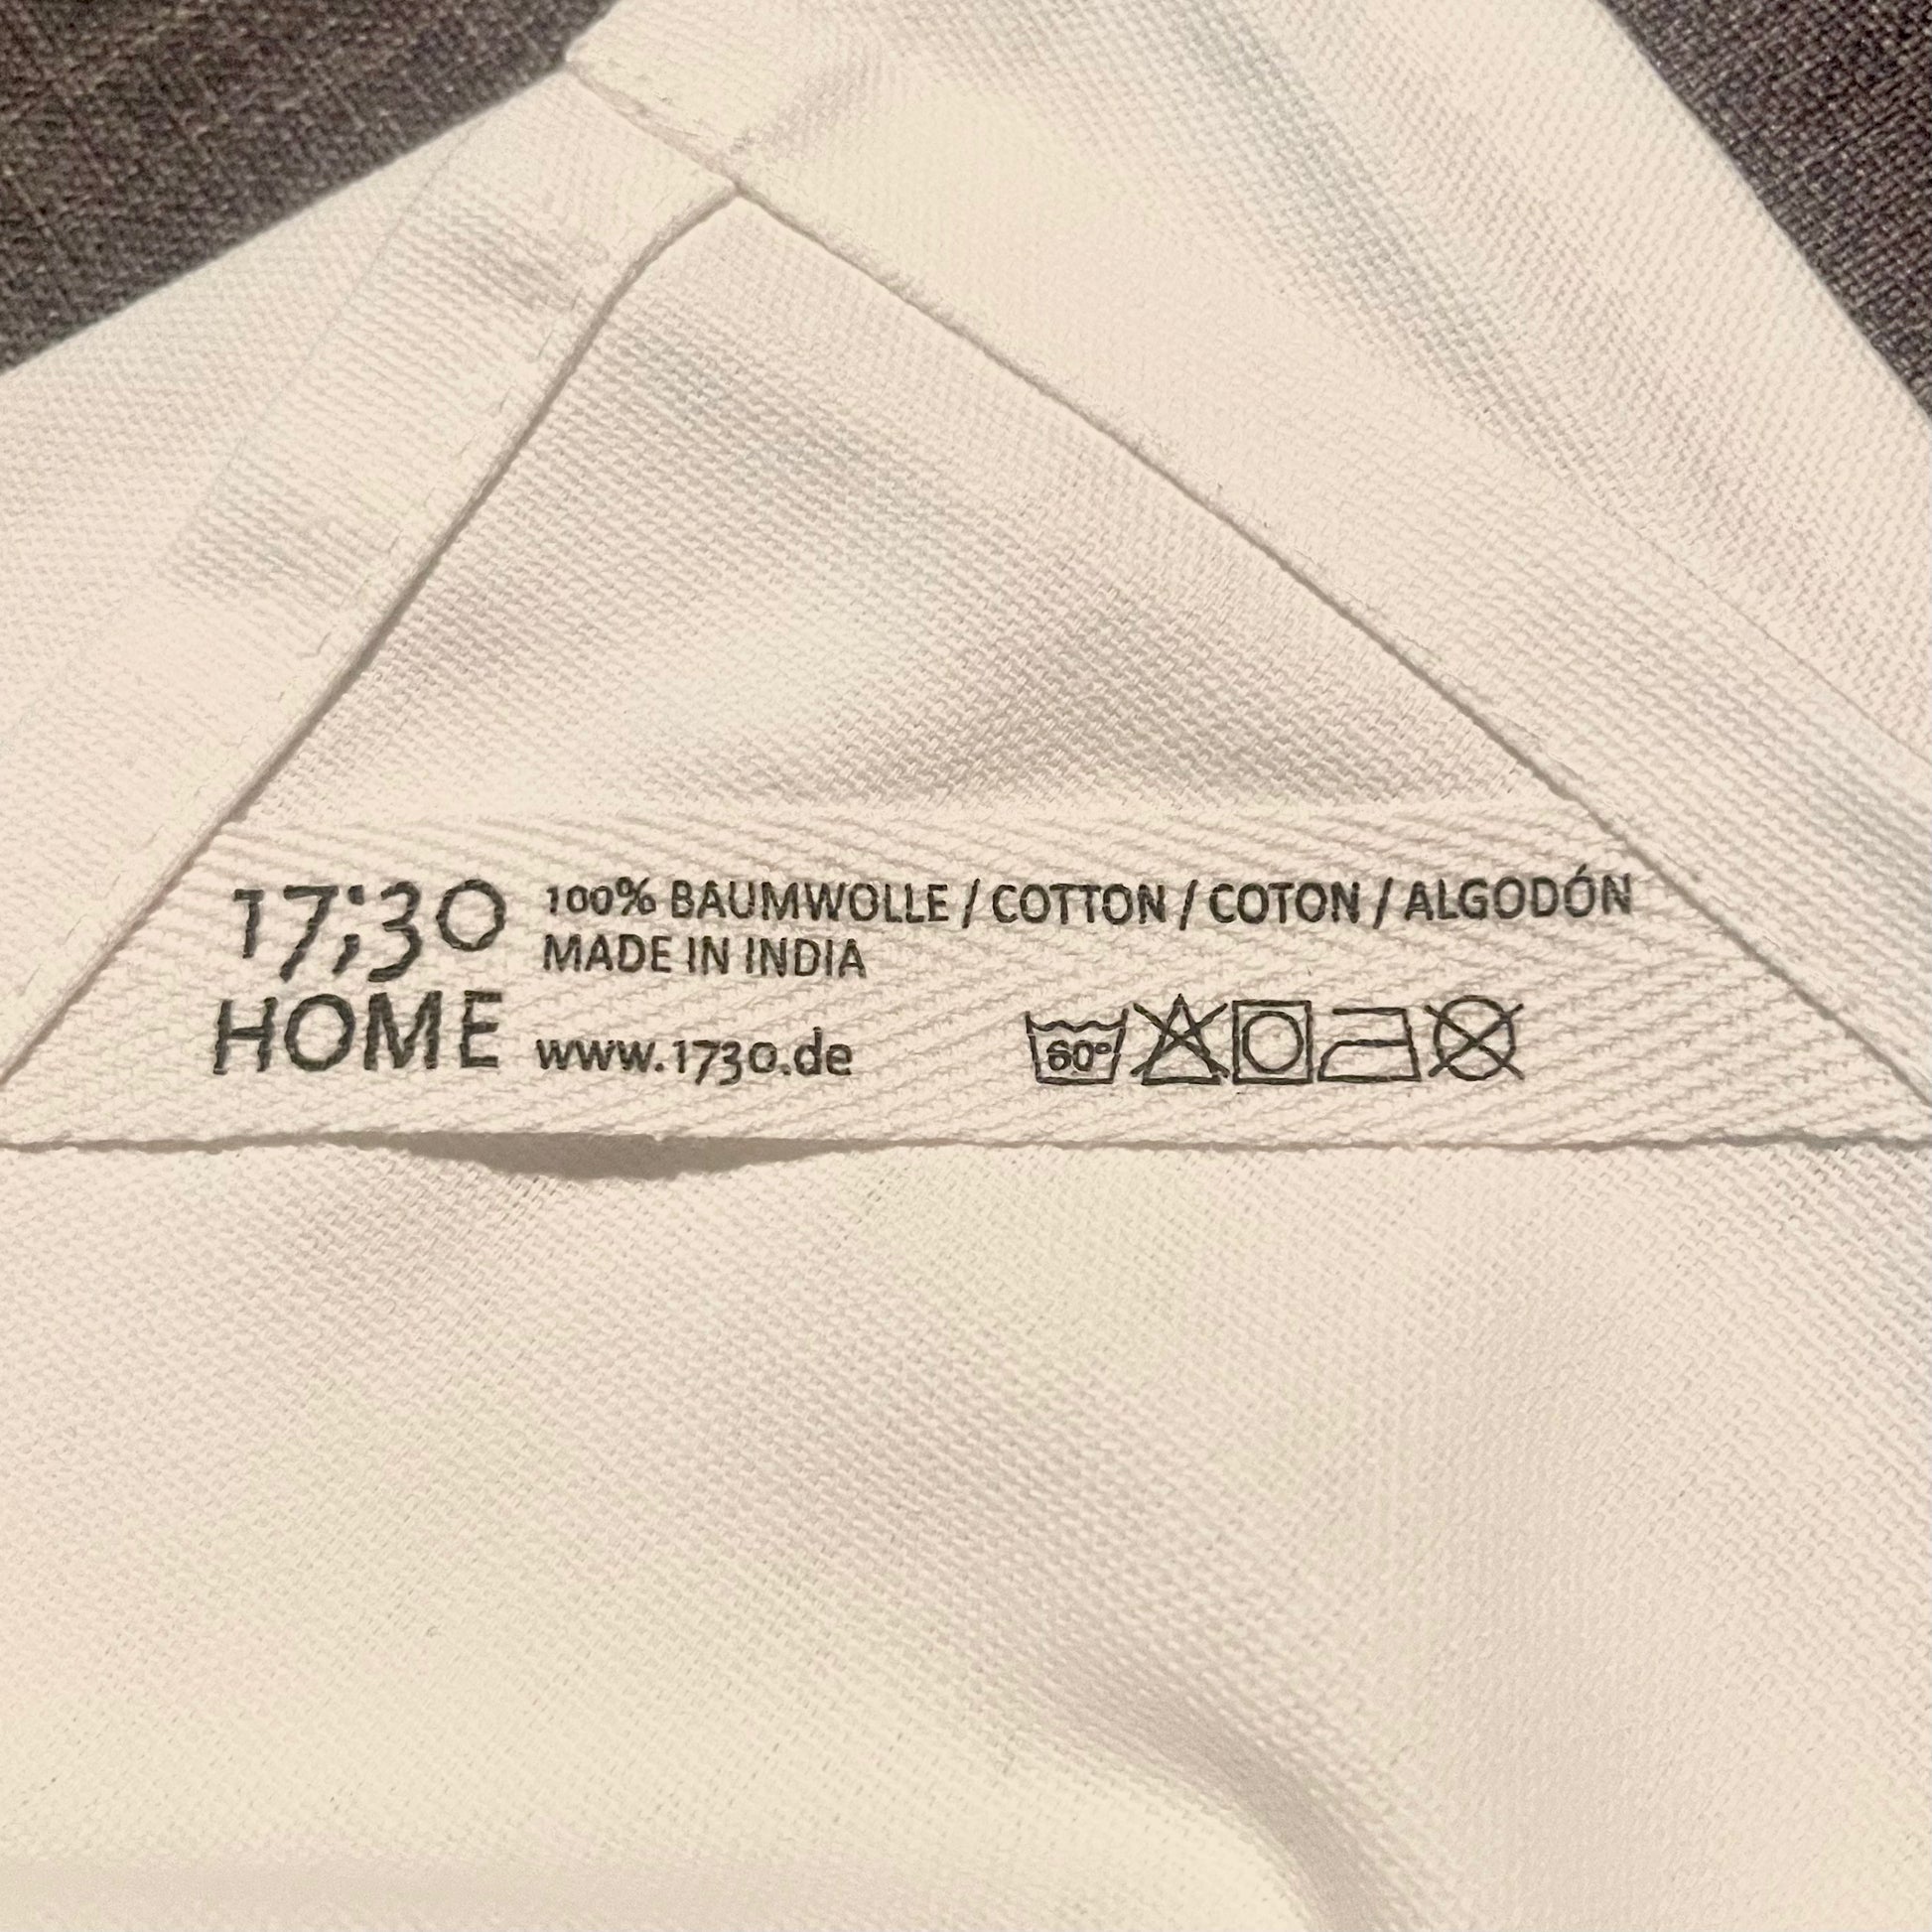 17;30
HOME
100% BAUMWOLLE / COTTON / COTON / ALGODÓN
MADE IN INDIA
www.1730.de
60°